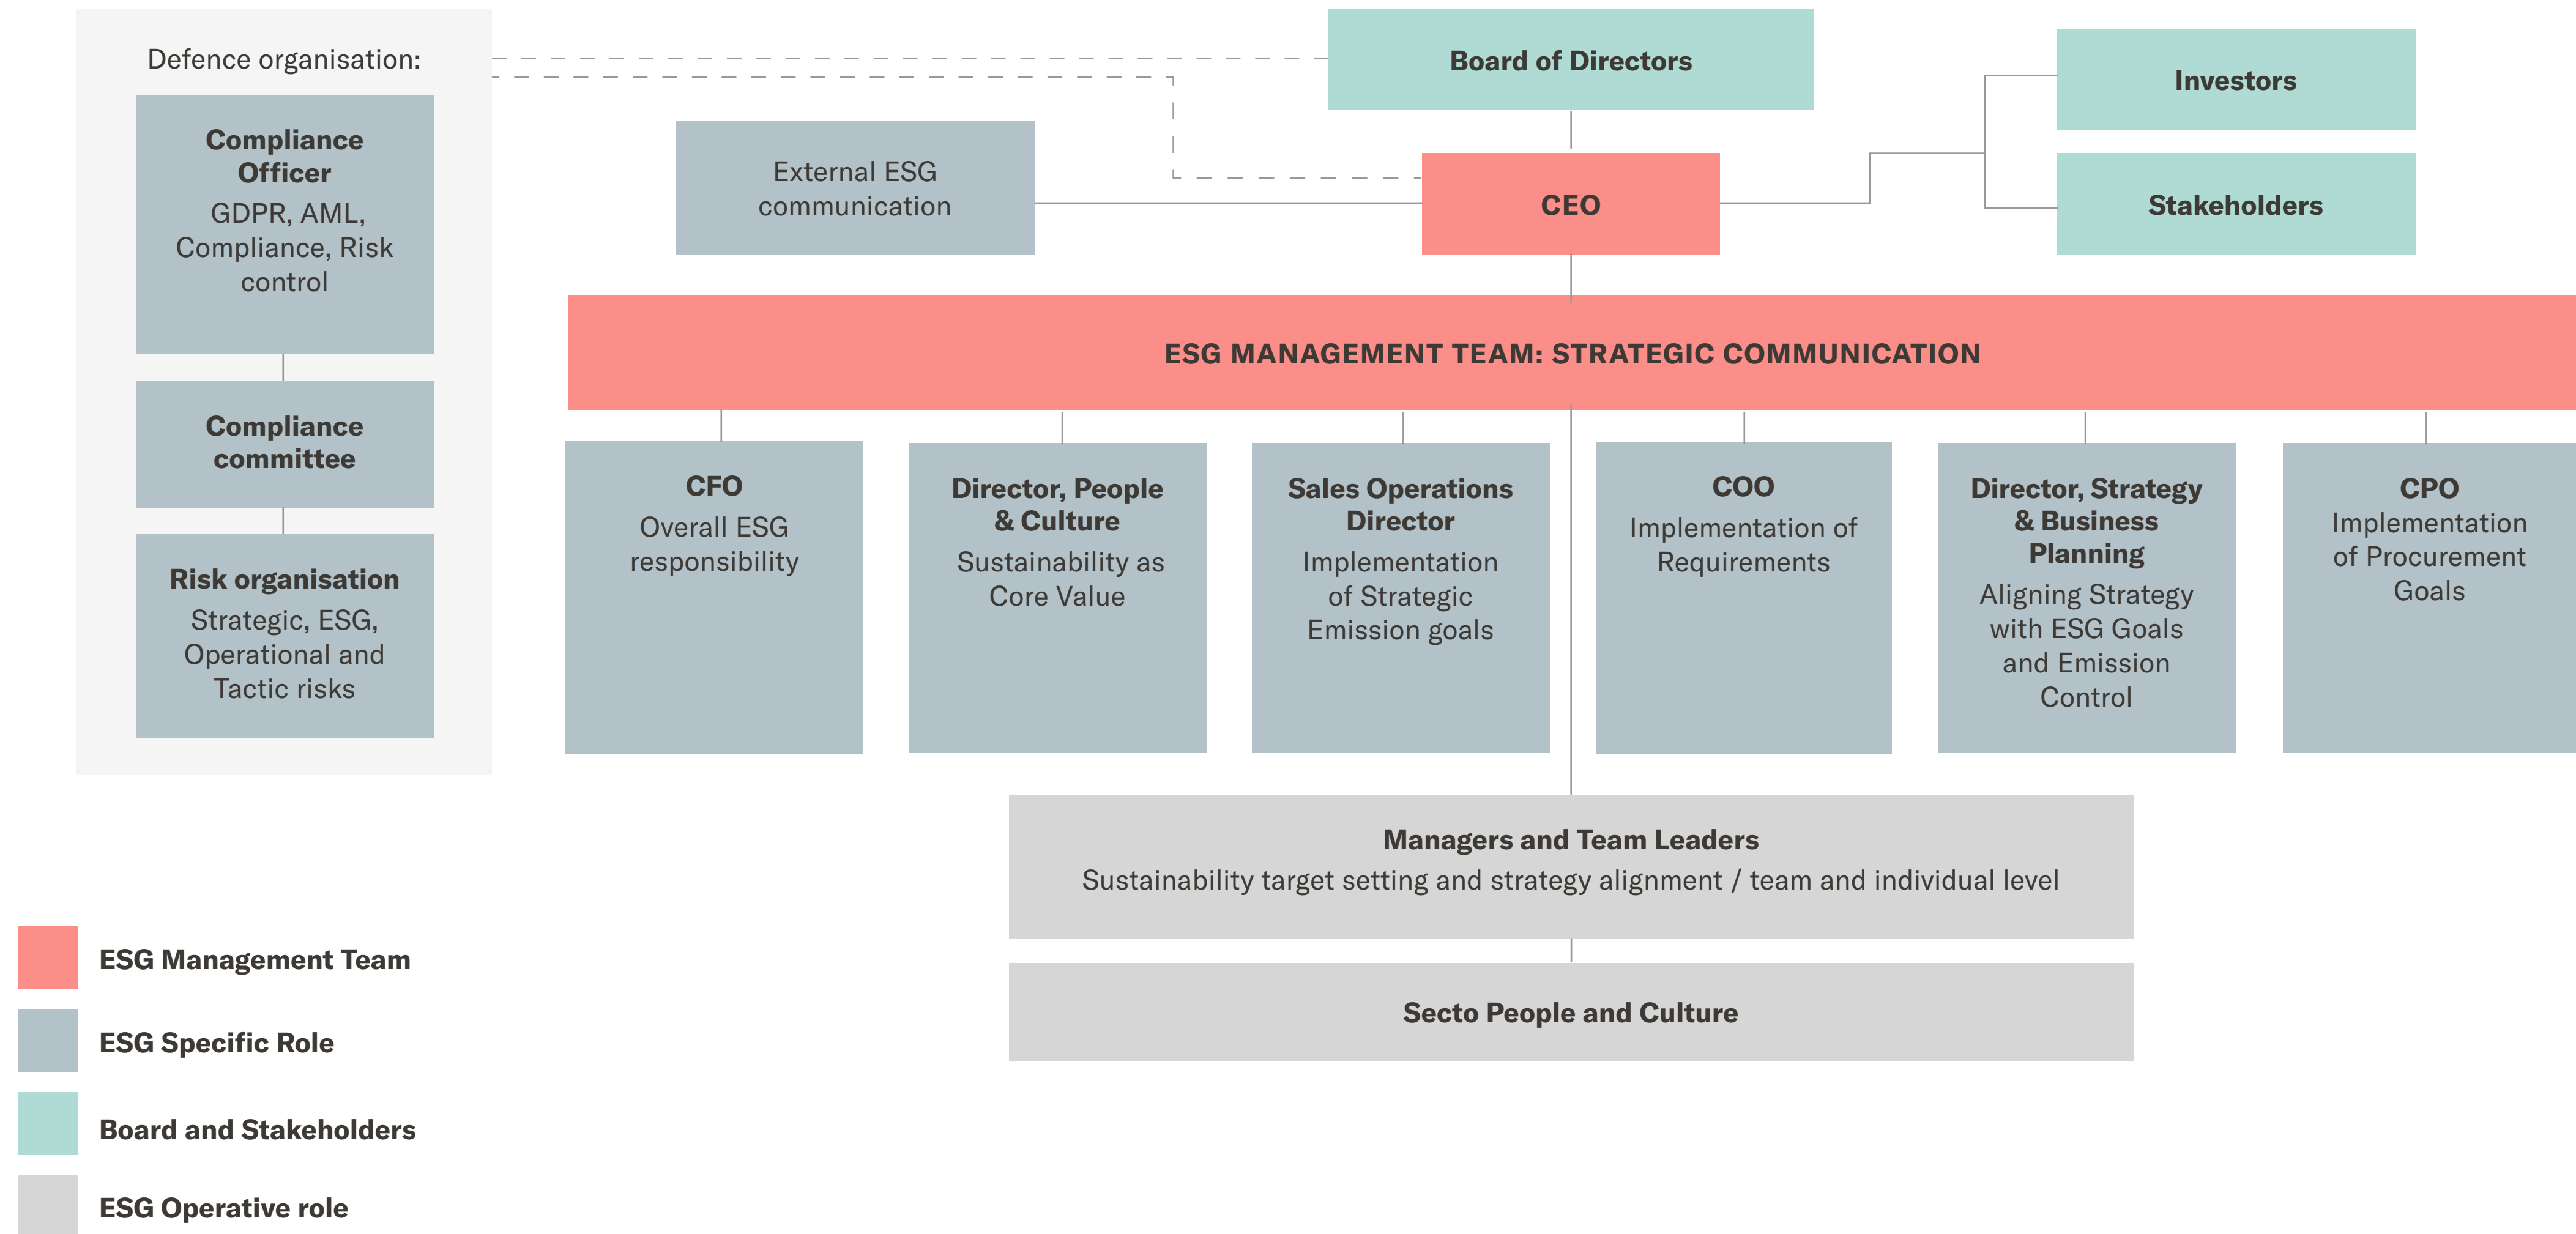 Defence organisation:
Compliance
Officer
GDPR, AML,
Compliance, Risk
control
Compliance
committee
Risk organisation
Strategic, ESG,
Operational and
Tactic risks
Board of Directors
External ESG
communication
CEO
Investors
Stakeholders
ESG MANAGEMENT TEAM: STRATEGIC COMMUNICATION
CFO
Overall ESG
responsibility
Director, People
& Culture
Sustainability as
Core Value
Sales Operations
Director
Implementation
of Strategic
Emission goals
COO
Implementation of
Requirements
Director, Strategy
& Business
Planning
Aligning Strategy
with ESG Goals
and Emission
Control
CPO
Implementation
of Procurement
Goals
Managers and Team Leaders
Sustainability target setting and strategy alignment / team and individual level
Secto People and Culture
ESG Management Team
ESG Specific Role
Board and Stakeholders
ESG Operative role